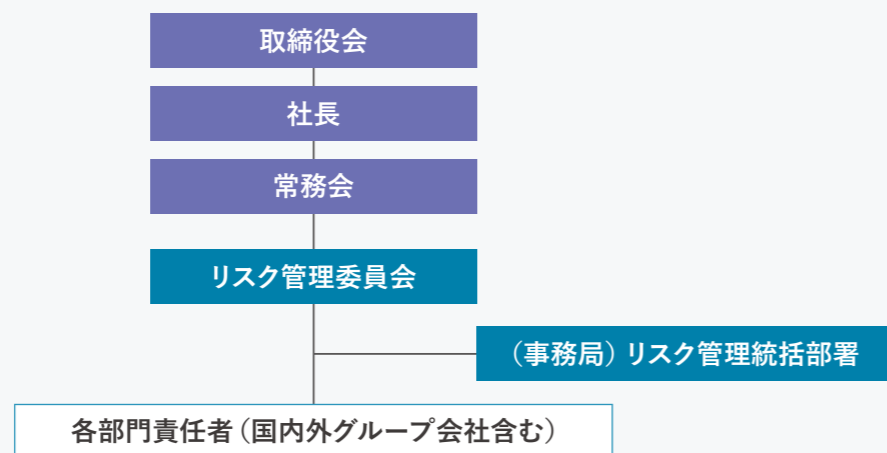 取締役会
社長
常務会
リスク管理委員会
（事務局）リスク管理統括部署
各部門責任者（国内外グループ会社含む）